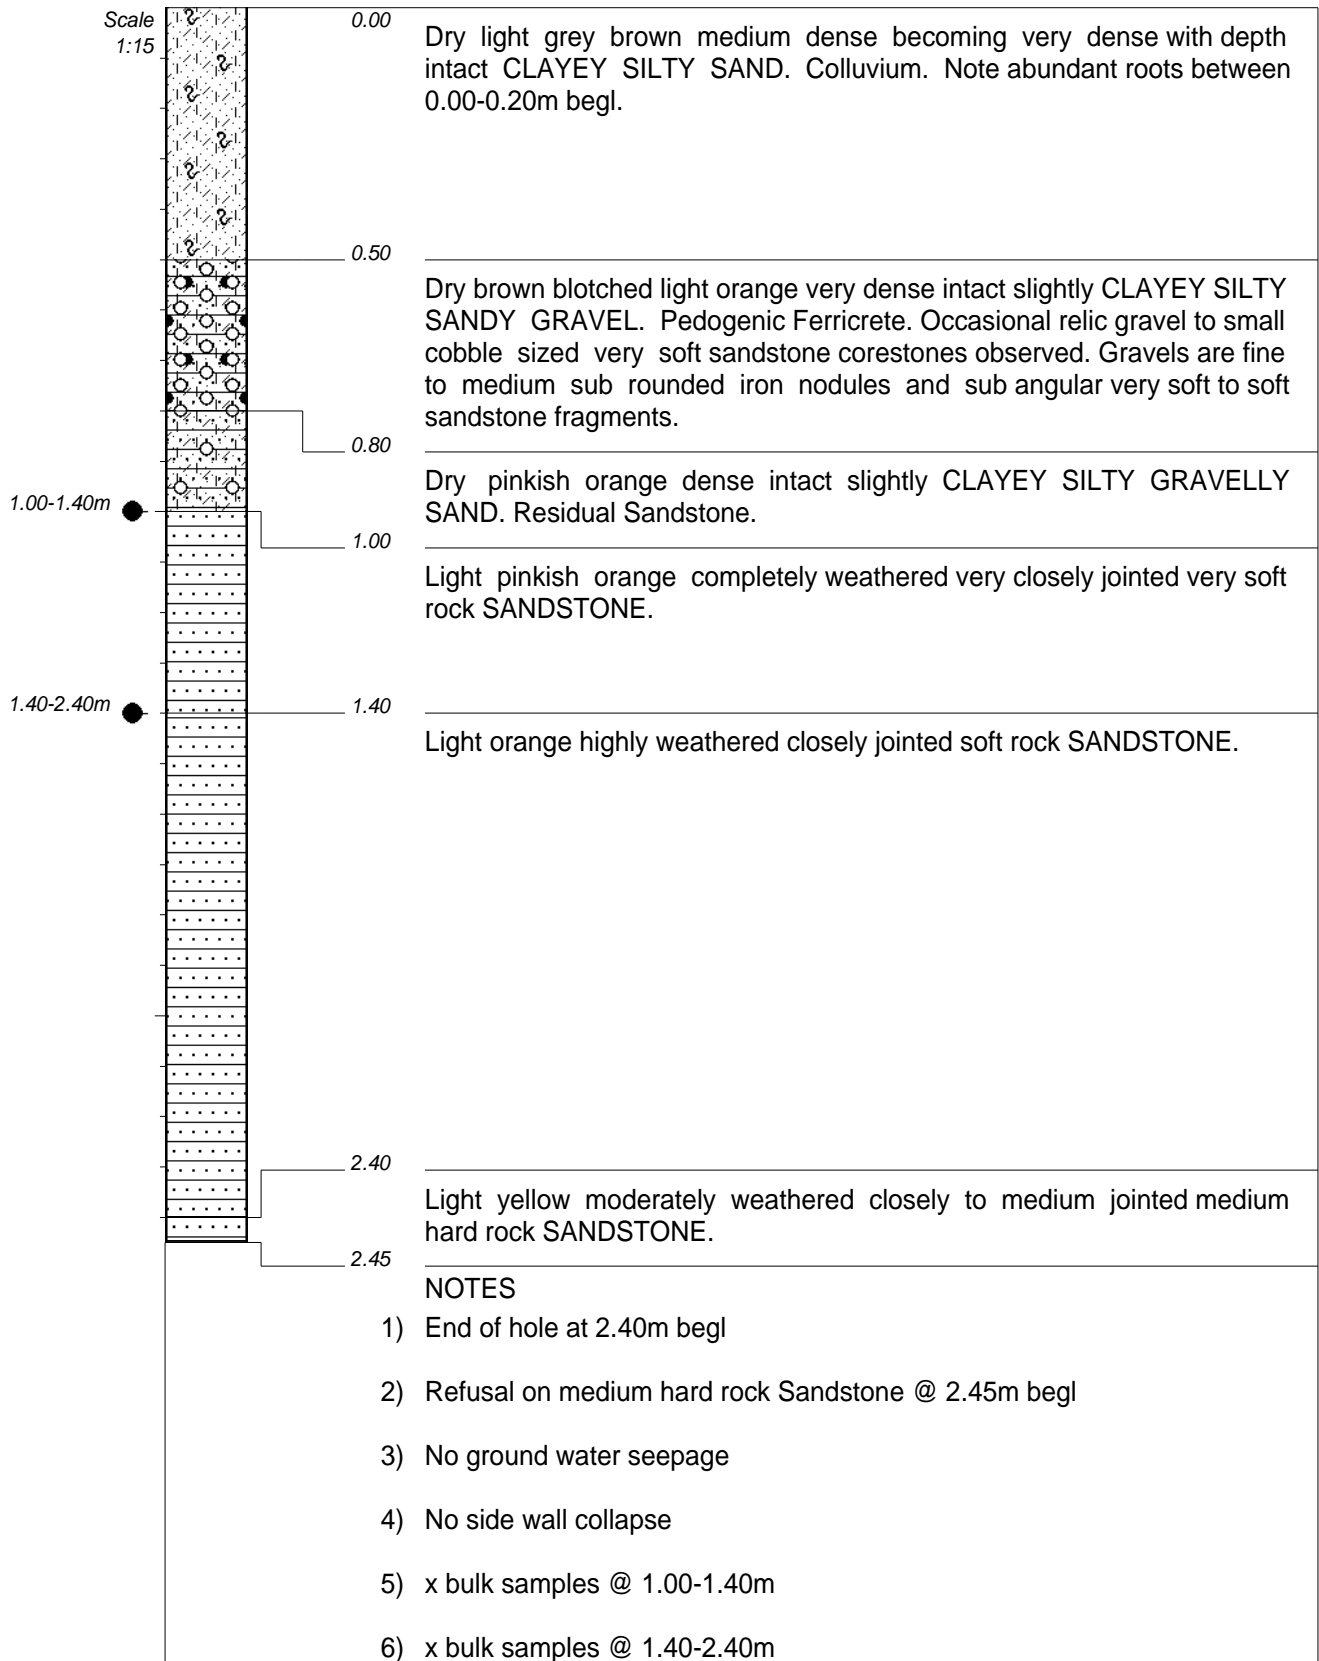 Scale
1:15
0.00
Dry light grey brown medium dense becoming very dense with depth
intact CLAYEY SILTY SAND. Colluvium. Note abundant roots between
0.00-0.20m begl.
0.50
Dry brown blotched light orange very dense intact slightly CLAYEY SILTY
SANDY GRAVEL. Pedogenic Ferricrete. Occasional relic gravel to small
cobble sized very soft sandstone corestones observed. Gravels are fine
to medium sub rounded iron nodules and sub angular very soft to soft
sandstone fragments.
0.80
Dry pinkish orange dense intact slightly CLAYEY SILTY GRAVELLY
SAND. Residual Sandstone.
1.00-1.40m
1.00
Light pinkish orange completely weathered very closely jointed very soft
rock SANDSTONE.
1.40-2.40m
1.40
Light orange highly weathered closely jointed soft rock SANDSTONE.
2.40
Light yellow moderately weathered closely to medium jointed medium
hard rock SANDSTONE.
2.45
NOTES
1) End of hole at 2.40m begl
2) Refusal on medium hard rock Sandstone @ 2.45m begl
3) No ground water seepage
4) No side wall collapse
5) x bulk samples @ 1.00-1.40m
6) x bulk samples @ 1.40-2.40m